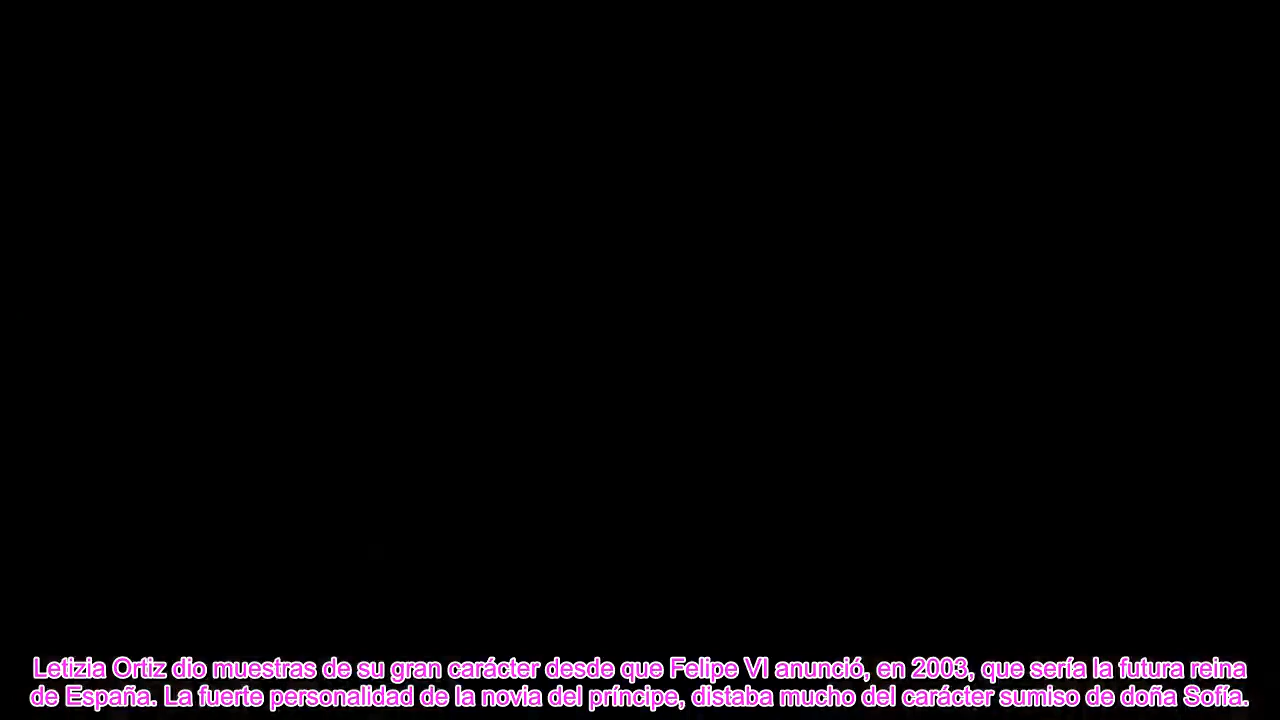 Letizia Ortiz dio muestras de su gran carácter desde que Felipe VI anunció, en 2003, que sería la futura reina
de España. La fuerte personalidad de la novia del príncipe, distaba mucho del carácter sumiso de doña Sofía.